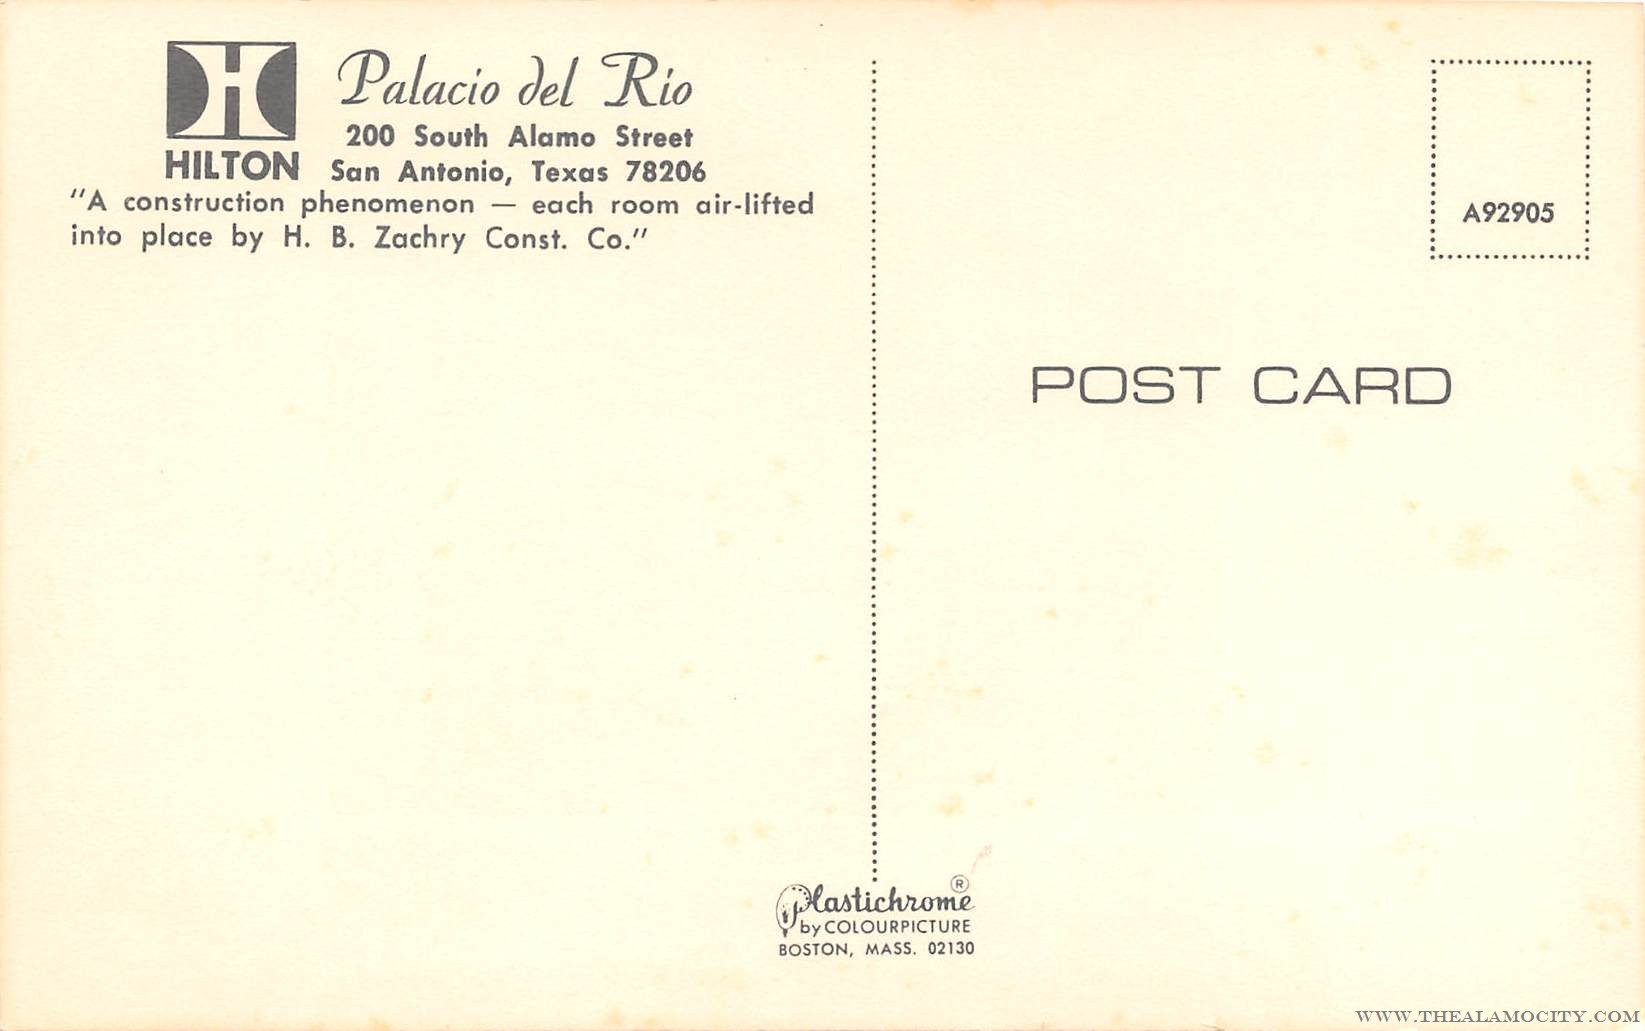 H
HILTON
Palacio del Rio
200 South Alamo Street
San Antonio, Texas 78206
"A construction phenomenon — each room air-lifted
into place by H. B. Zachry Const. Co."
A92905
POST CARD
Plastichrome ®
by COLOURPICTURE
BOSTON, MASS. 02130
WWW.THEALAMOCITY.COM